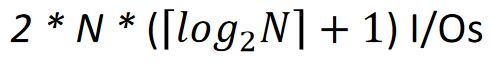 2 * N * (⌈log₂N⌉ + 1) I/Os